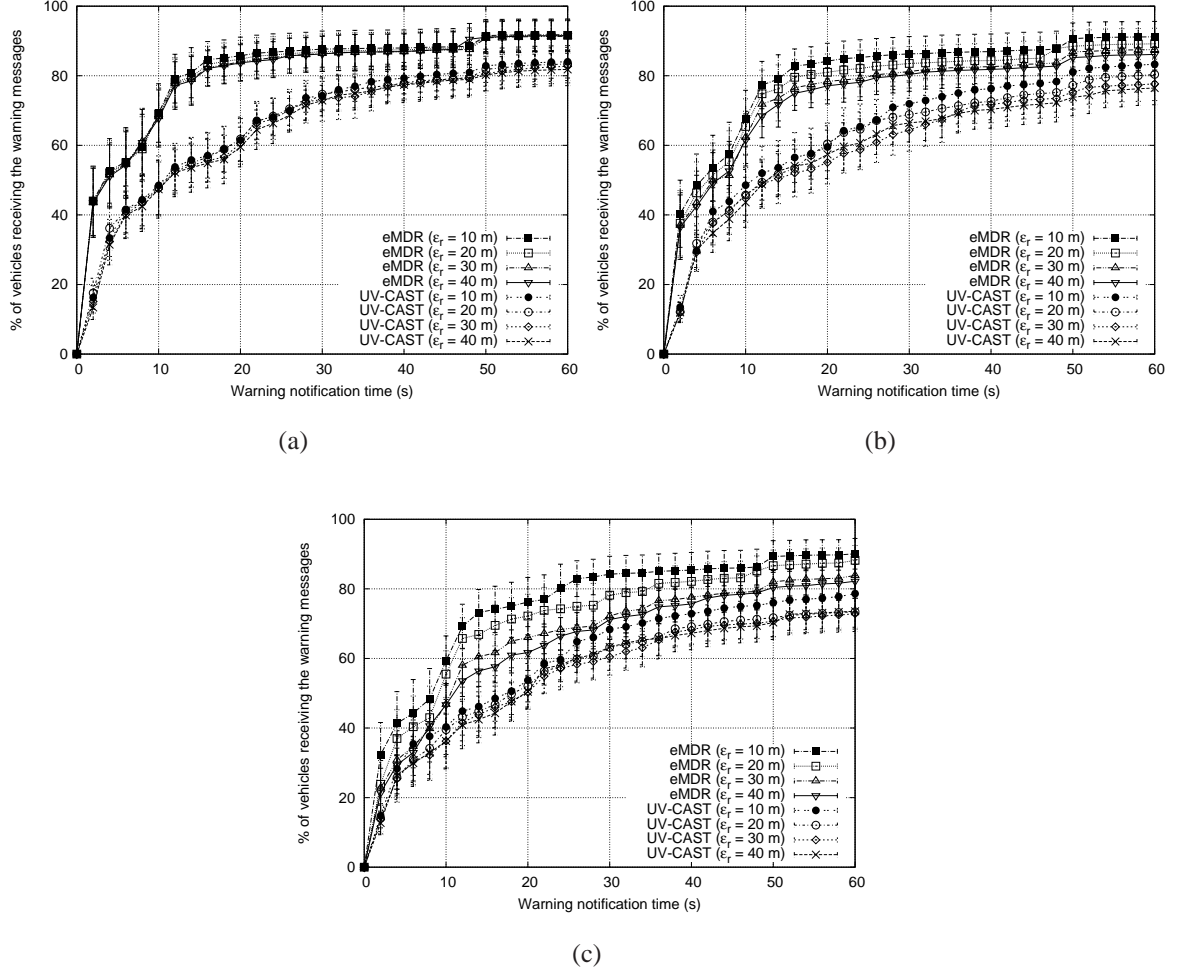 100
80
60
40
20
0
% of vehicles receiving the warning messages
eMDR (εr = 10 m)
eMDR (εr = 20 m)
eMDR (εr = 30 m)
eMDR (εr = 40 m)
UV-CAST (εr = 10 m)
UV-CAST (εr = 20 m)
UV-CAST (εr = 30 m)
UV-CAST (εr = 40 m)
0 10 20 30 40 50 60
Warning notification time (s)
(a)
100
80
60
40
20
0
% of vehicles receiving the warning messages
eMDR (εr = 10 m)
eMDR (εr = 20 m)
eMDR (εr = 30 m)
eMDR (εr = 40 m)
UV-CAST (εr = 10 m)
UV-CAST (εr = 20 m)
UV-CAST (εr = 30 m)
UV-CAST (εr = 40 m)
0 10 20 30 40 50 60
Warning notification time (s)
(b)
100
80
60
40
20
0
% of vehicles receiving the warning messages
eMDR (εr = 10 m)
eMDR (εr = 20 m)
eMDR (εr = 30 m)
eMDR (εr = 40 m)
UV-CAST (εr = 10 m)
UV-CAST (εr = 20 m)
UV-CAST (εr = 30 m)
UV-CAST (εr = 40 m)
0 10 20 30 40 50 60
Warning notification time (s)
(c)